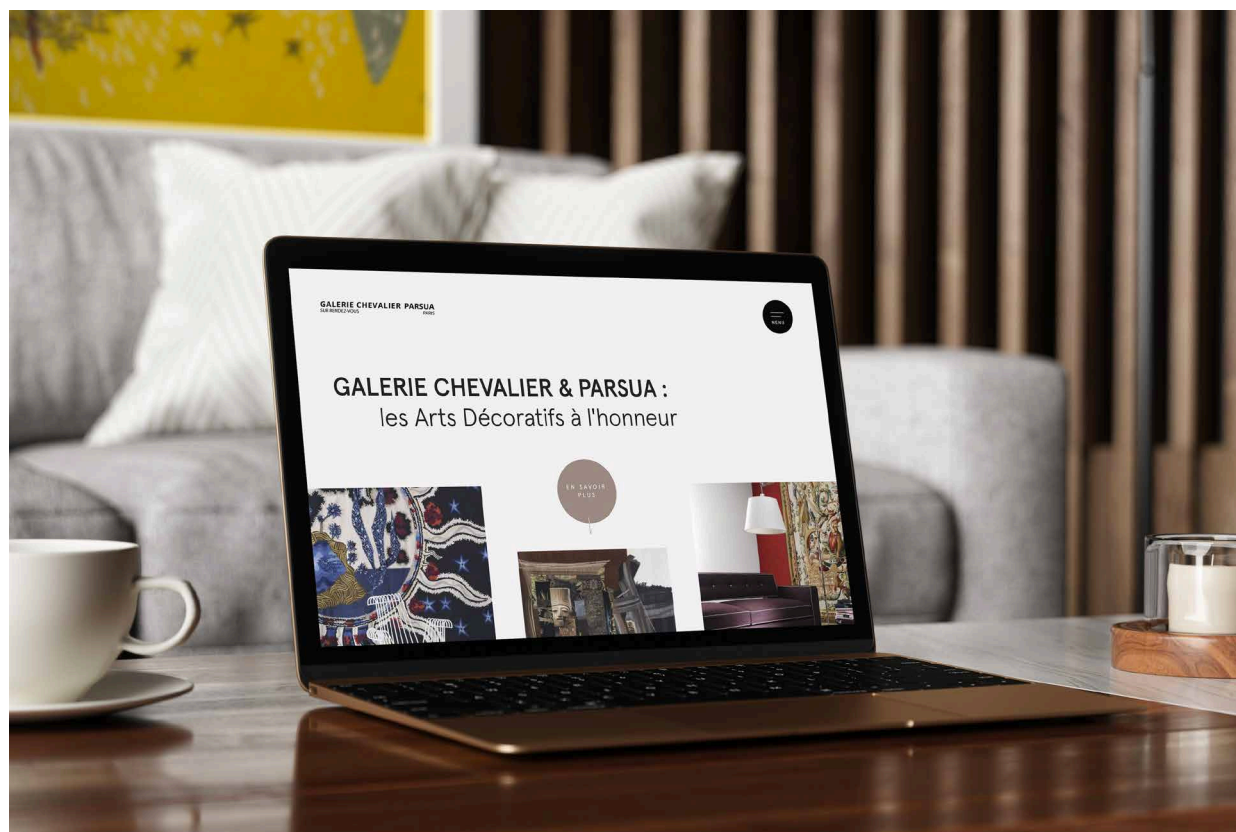 GALERIE CHEVALIER PARSUA
SUR RENDEZ-VOUS PARIS
MENU
GALERIE CHEVALIER & PARSUA :
les Arts Décoratifs à l'honneur
EN SAVOIR
PLUS